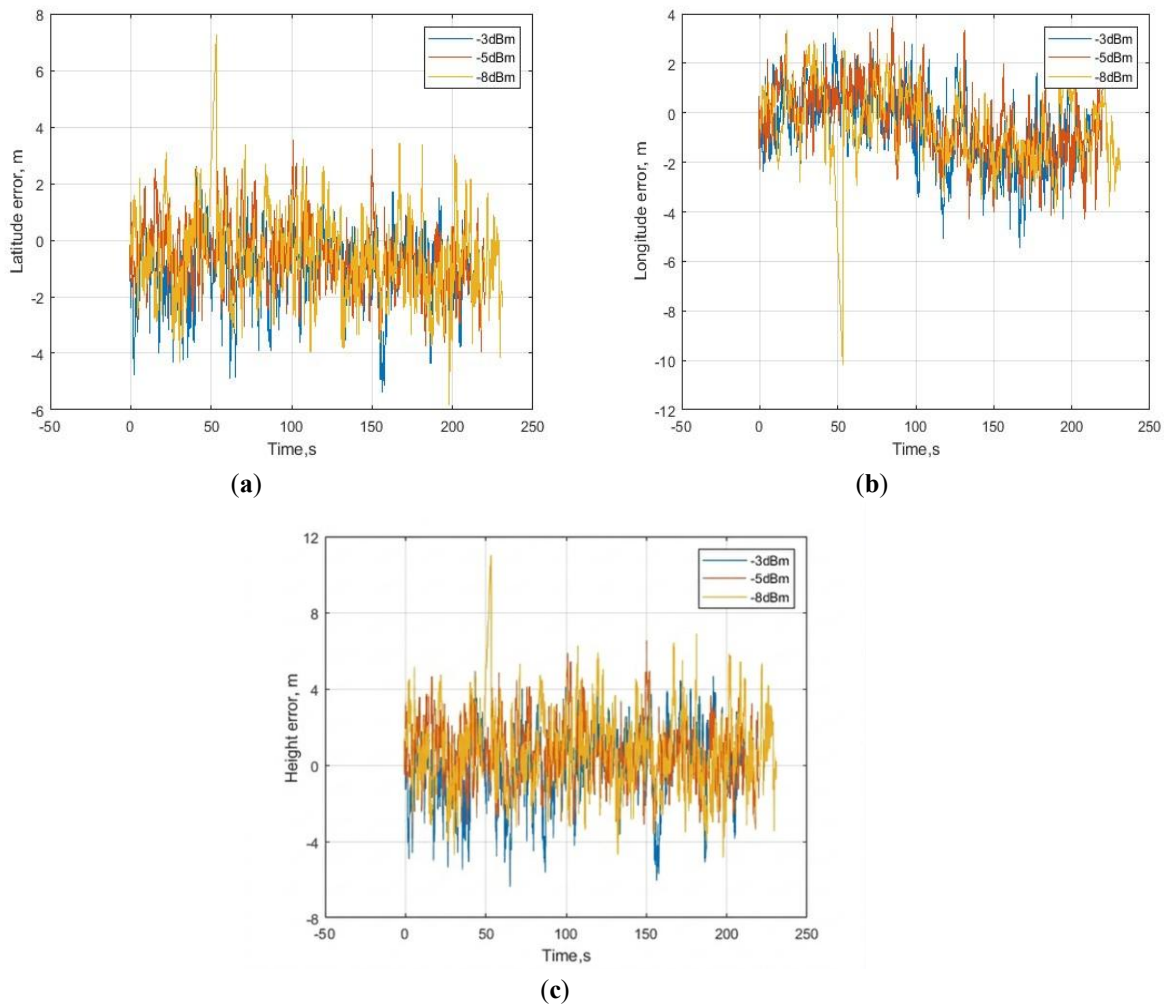 8
6
4
2
0
-2
-4
-6
Latitude error, m
-3dBm
-5dBm
-8dBm
-50 0 50 100 150 200 250
Time,s
(a)
4
2
0
-2
-4
-6
-8
-10
-12
Longitude error, m
-3dBm
-5dBm
-8dBm
-50 0 50 100 150 200 250
Time,s
(b)
12
8
4
0
-4
-8
Height error, m
-3dBm
-5dBm
-8dBm
-50 0 50 100 150 200 250
Time,s
(c)